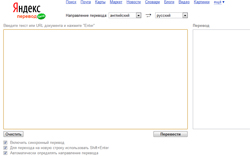 Поиск Почта Карты Маркет Новости Словари Блоги Видео Картинки ещё ▼
Яндекс
перевод
Направление перевода английский → русский
Введите текст или URL документа и нажмите "Enter"
Перевод
Очистить
Перевести
Включить синхронный перевод
Для перевода на новую строку использовать Shift+Enter
Автоматически определять направление перевода